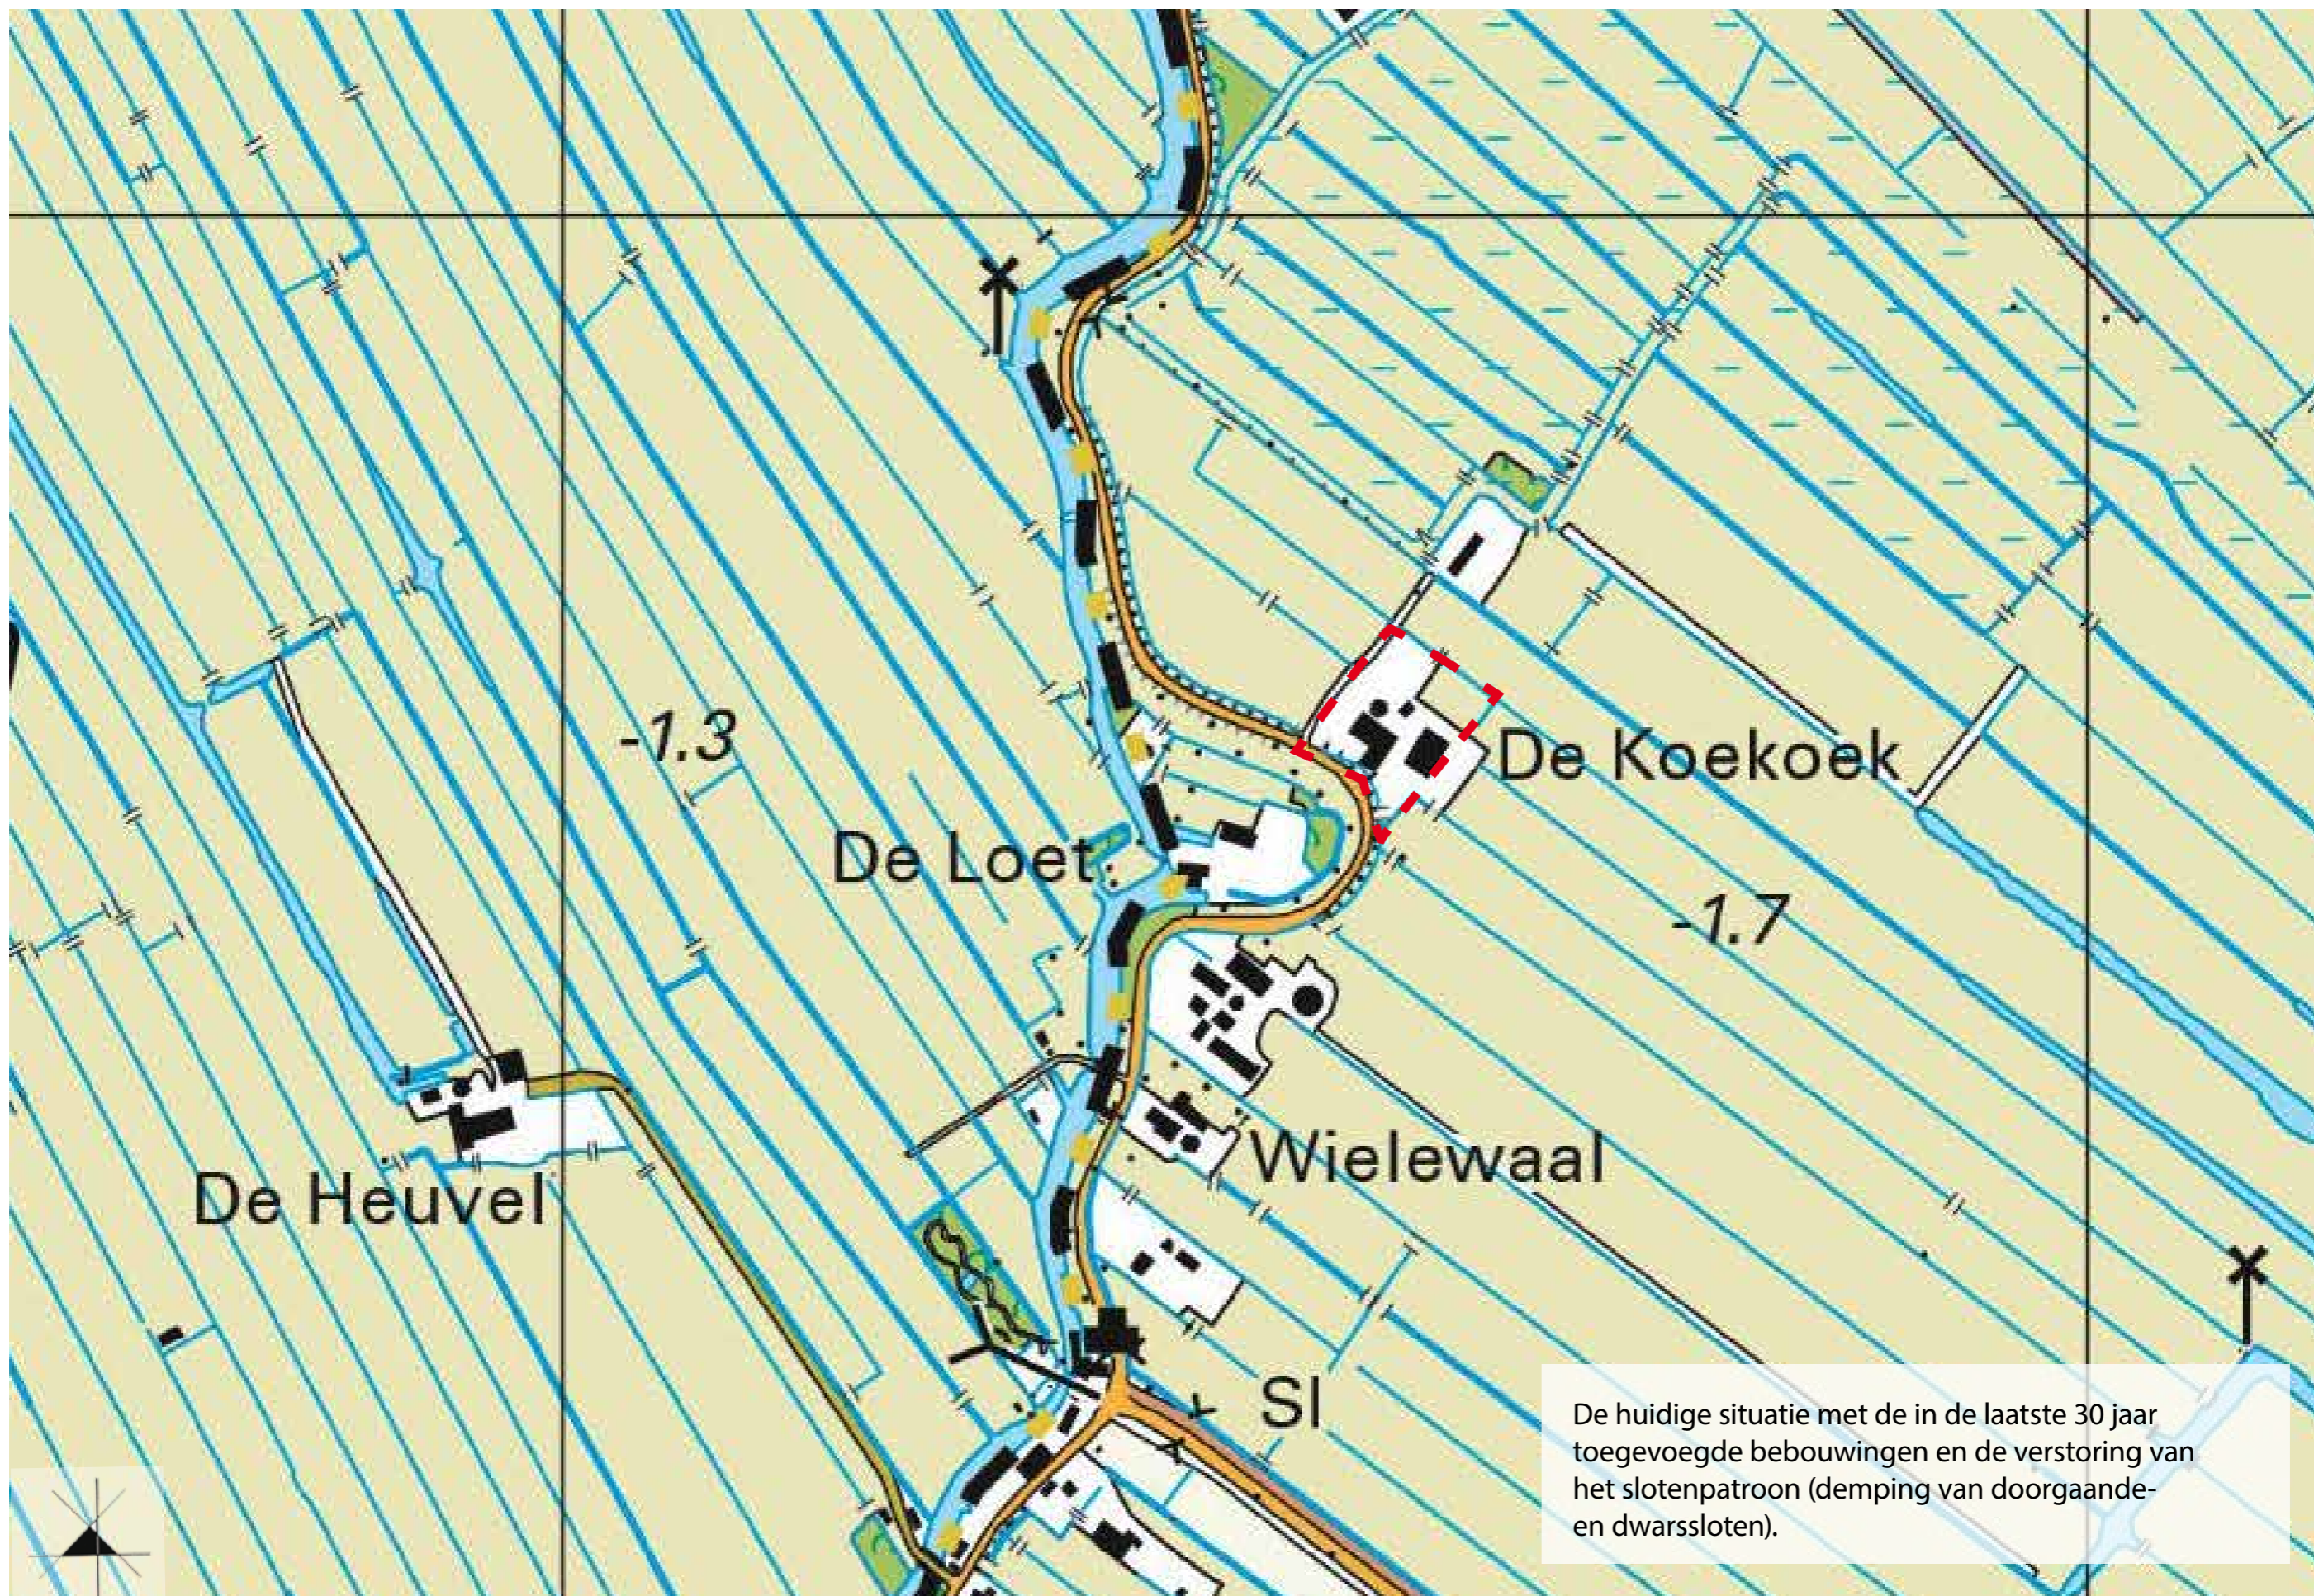 -1.3
De Koekoek
De Loet
-1.7
Wielewaal
De Heuvel
Sl
De huidige situatie met de in de laatste 30 jaar
toegevoegde bebouwingen en de verstoring van
het slotenpatroon (demping van doorgaande-
en dwarssloten).